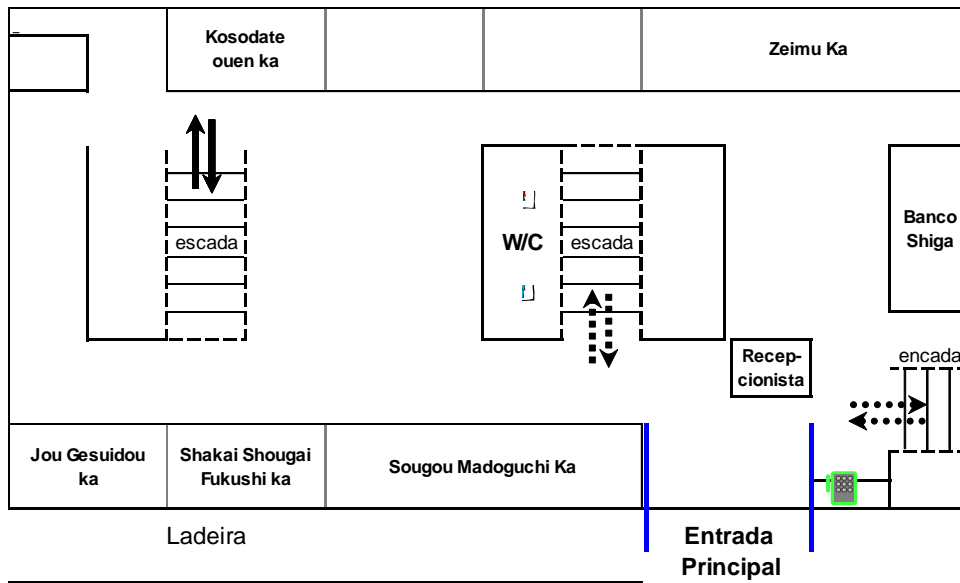 Kosodate
ouen ka
Zeimu Ka
escada
W/C
escada
Banco
Shiga
Recep-
cionista
encada
Jou Gesuidou
ka
Shakai Shougai
Fukushi ka
Sougou Madoguchi Ka
Ladeira
Entrada
Principal